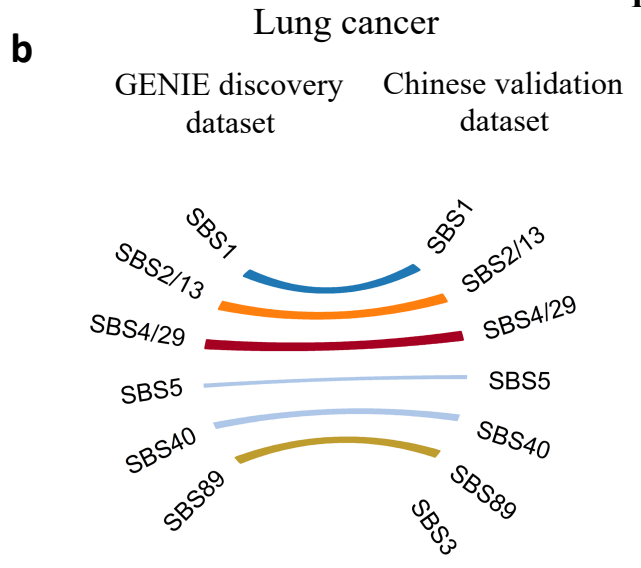 Lung cancer
b
GENIE discovery
dataset
Chinese validation
dataset
SBS1
SBS2/13
SBS4/29
SBS5
SBS40
SBS89
SBS1
SBS2/13
SBS4/29
SBS5
SBS40
SBS89
SBS3